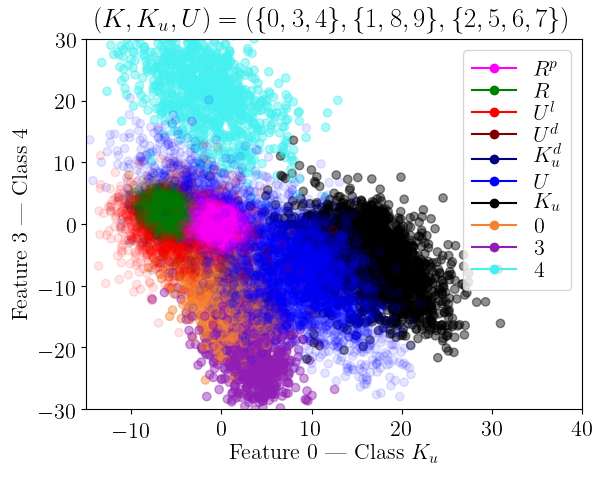 (K, K_u, U) = ({0, 3, 4}, {1, 8, 9}, {2, 5, 6, 7})
30
20
10
0
−10
−20
−30
Feature 3 — Class 4
−10
0
10
20
30
40
Feature 0 — Class K_u
R^p
R
U^l
U^d
K_u^d
U
K_u
0
3
4